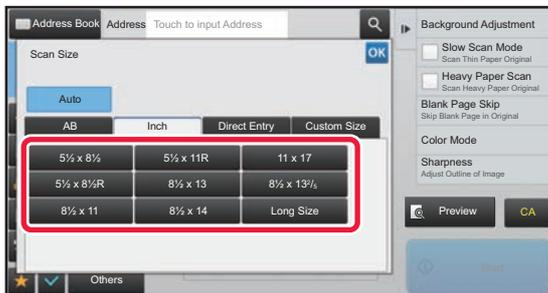 Address Book Address Touch to input Address
Scan Size
OK
Auto
AB Inch Direct Entry Custom Size
5½ x 8½ 5½ x 11R 11 x 17
5½ x 8½R 8½ x 13 8½ x 13²/₅
8½ x 11 8½ x 14 Long Size
Others
Background Adjustment
Slow Scan Mode
Scan Thin Paper Original
Heavy Paper Scan
Scan Heavy Paper Original
Blank Page Skip
Skip Blank Page in Original
Color Mode
Sharpness
Adjust Outline of Image
Preview CA
Start